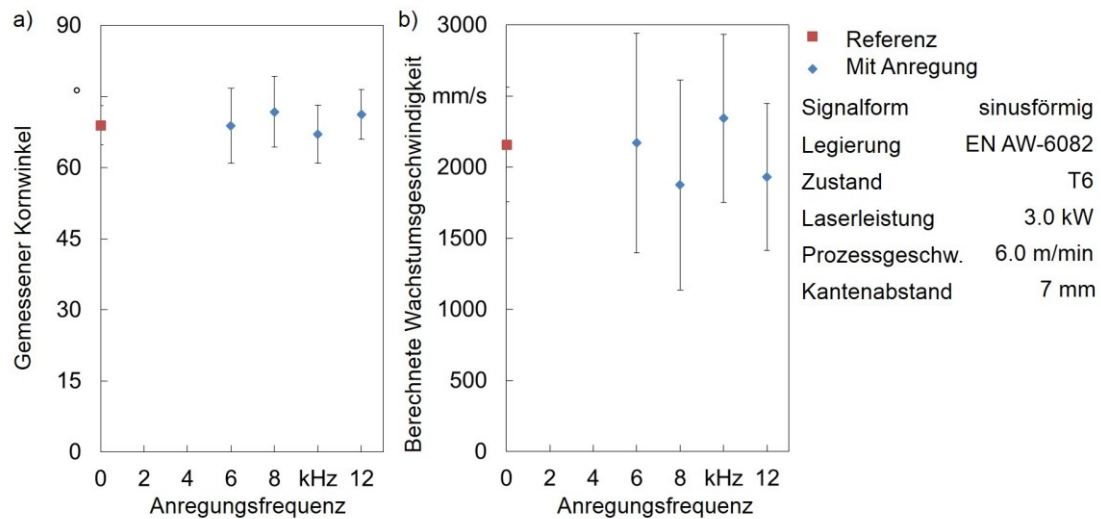 a)
90
°
60
45
30
15
0
Gemessener Kornwinkel
0 2 4 6 8 kHz 12
Anregungsfrequenz
b)
3000
mm/s
2000
1500
1000
500
0
Berechnete Wachstumsgeschwindigkeit
0 2 4 6 8 kHz 12
Anregungsfrequenz
Referenz
Mit Anregung
Signalform sinusförmig
Legierung EN AW-6082
Zustand T6
Laserleistung 3.0 kW
Prozessgeschw. 6.0 m/min
Kantenabstand 7 mm